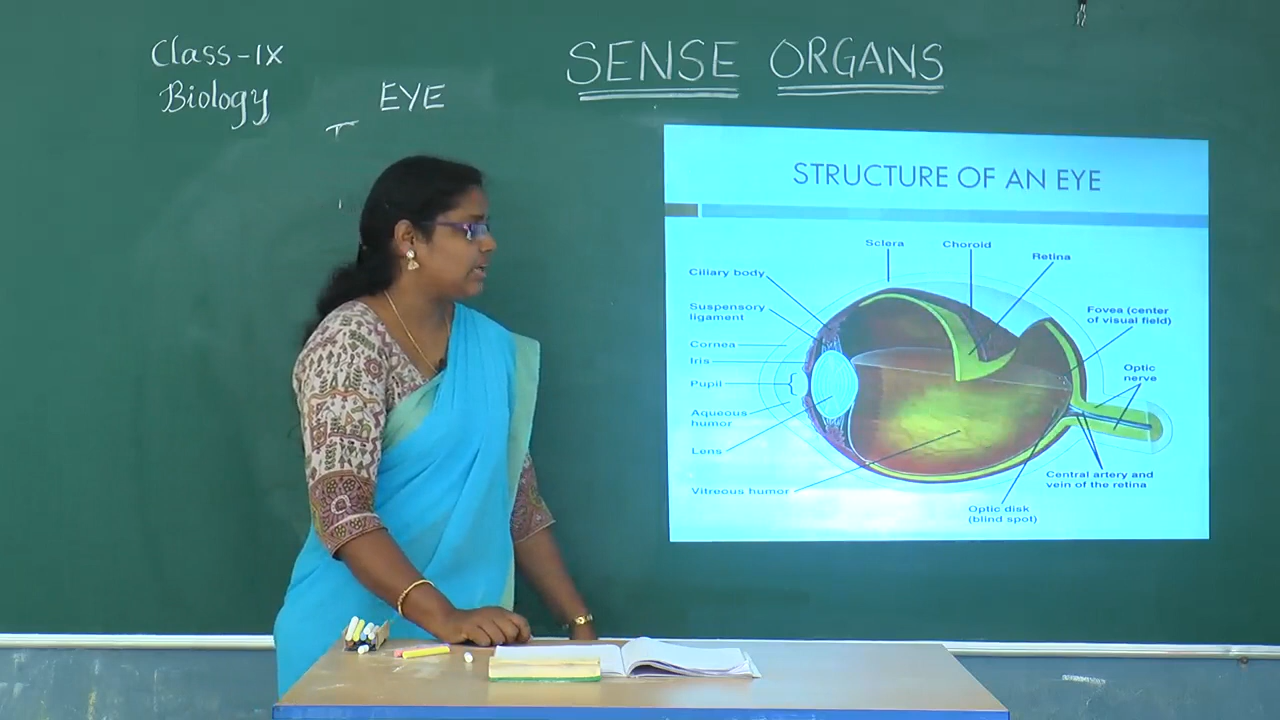 Class-IX
Biology
EYE
SENSE ORGANS
STRUCTURE OF AN EYE
Sclera
Choroid
Retina
Ciliary body
Suspensory
ligament
Cornea
Iris
Pupil
Aqueous
humor
Lens
Vitreous humor
Fovea (center
of visual field)
Optic
nerve
Central artery and
vein of the retina
Optic disk
(blind spot)